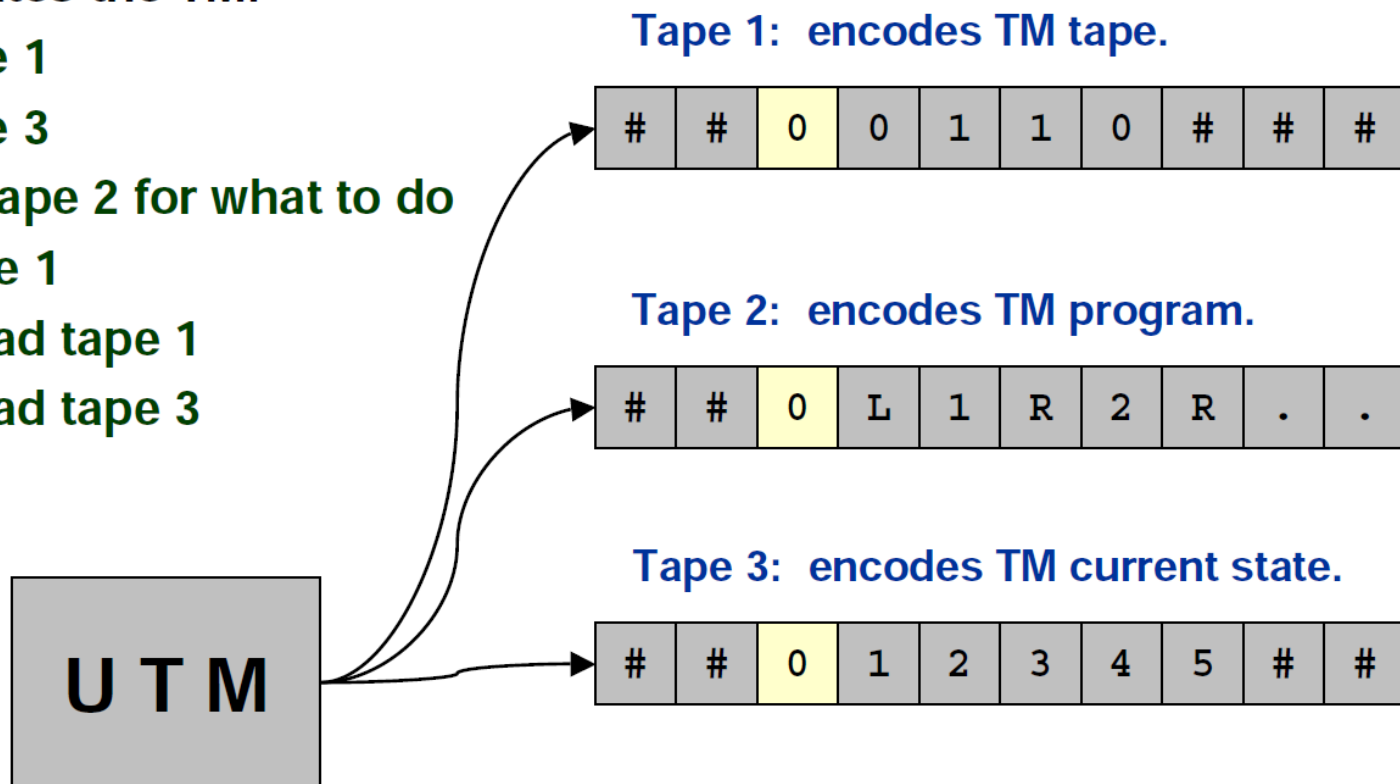 the TM.
e 1
e 3
ape 2 for what to do
e 1
ad tape 1
ad tape 3
U T M
Tape 1: encodes TM tape.
# # 0 0 1 1 0 # # #
Tape 2: encodes TM program.
# # 0 L 1 R 2 R . .
Tape 3: encodes TM current state.
# # 0 1 2 3 4 5 # #